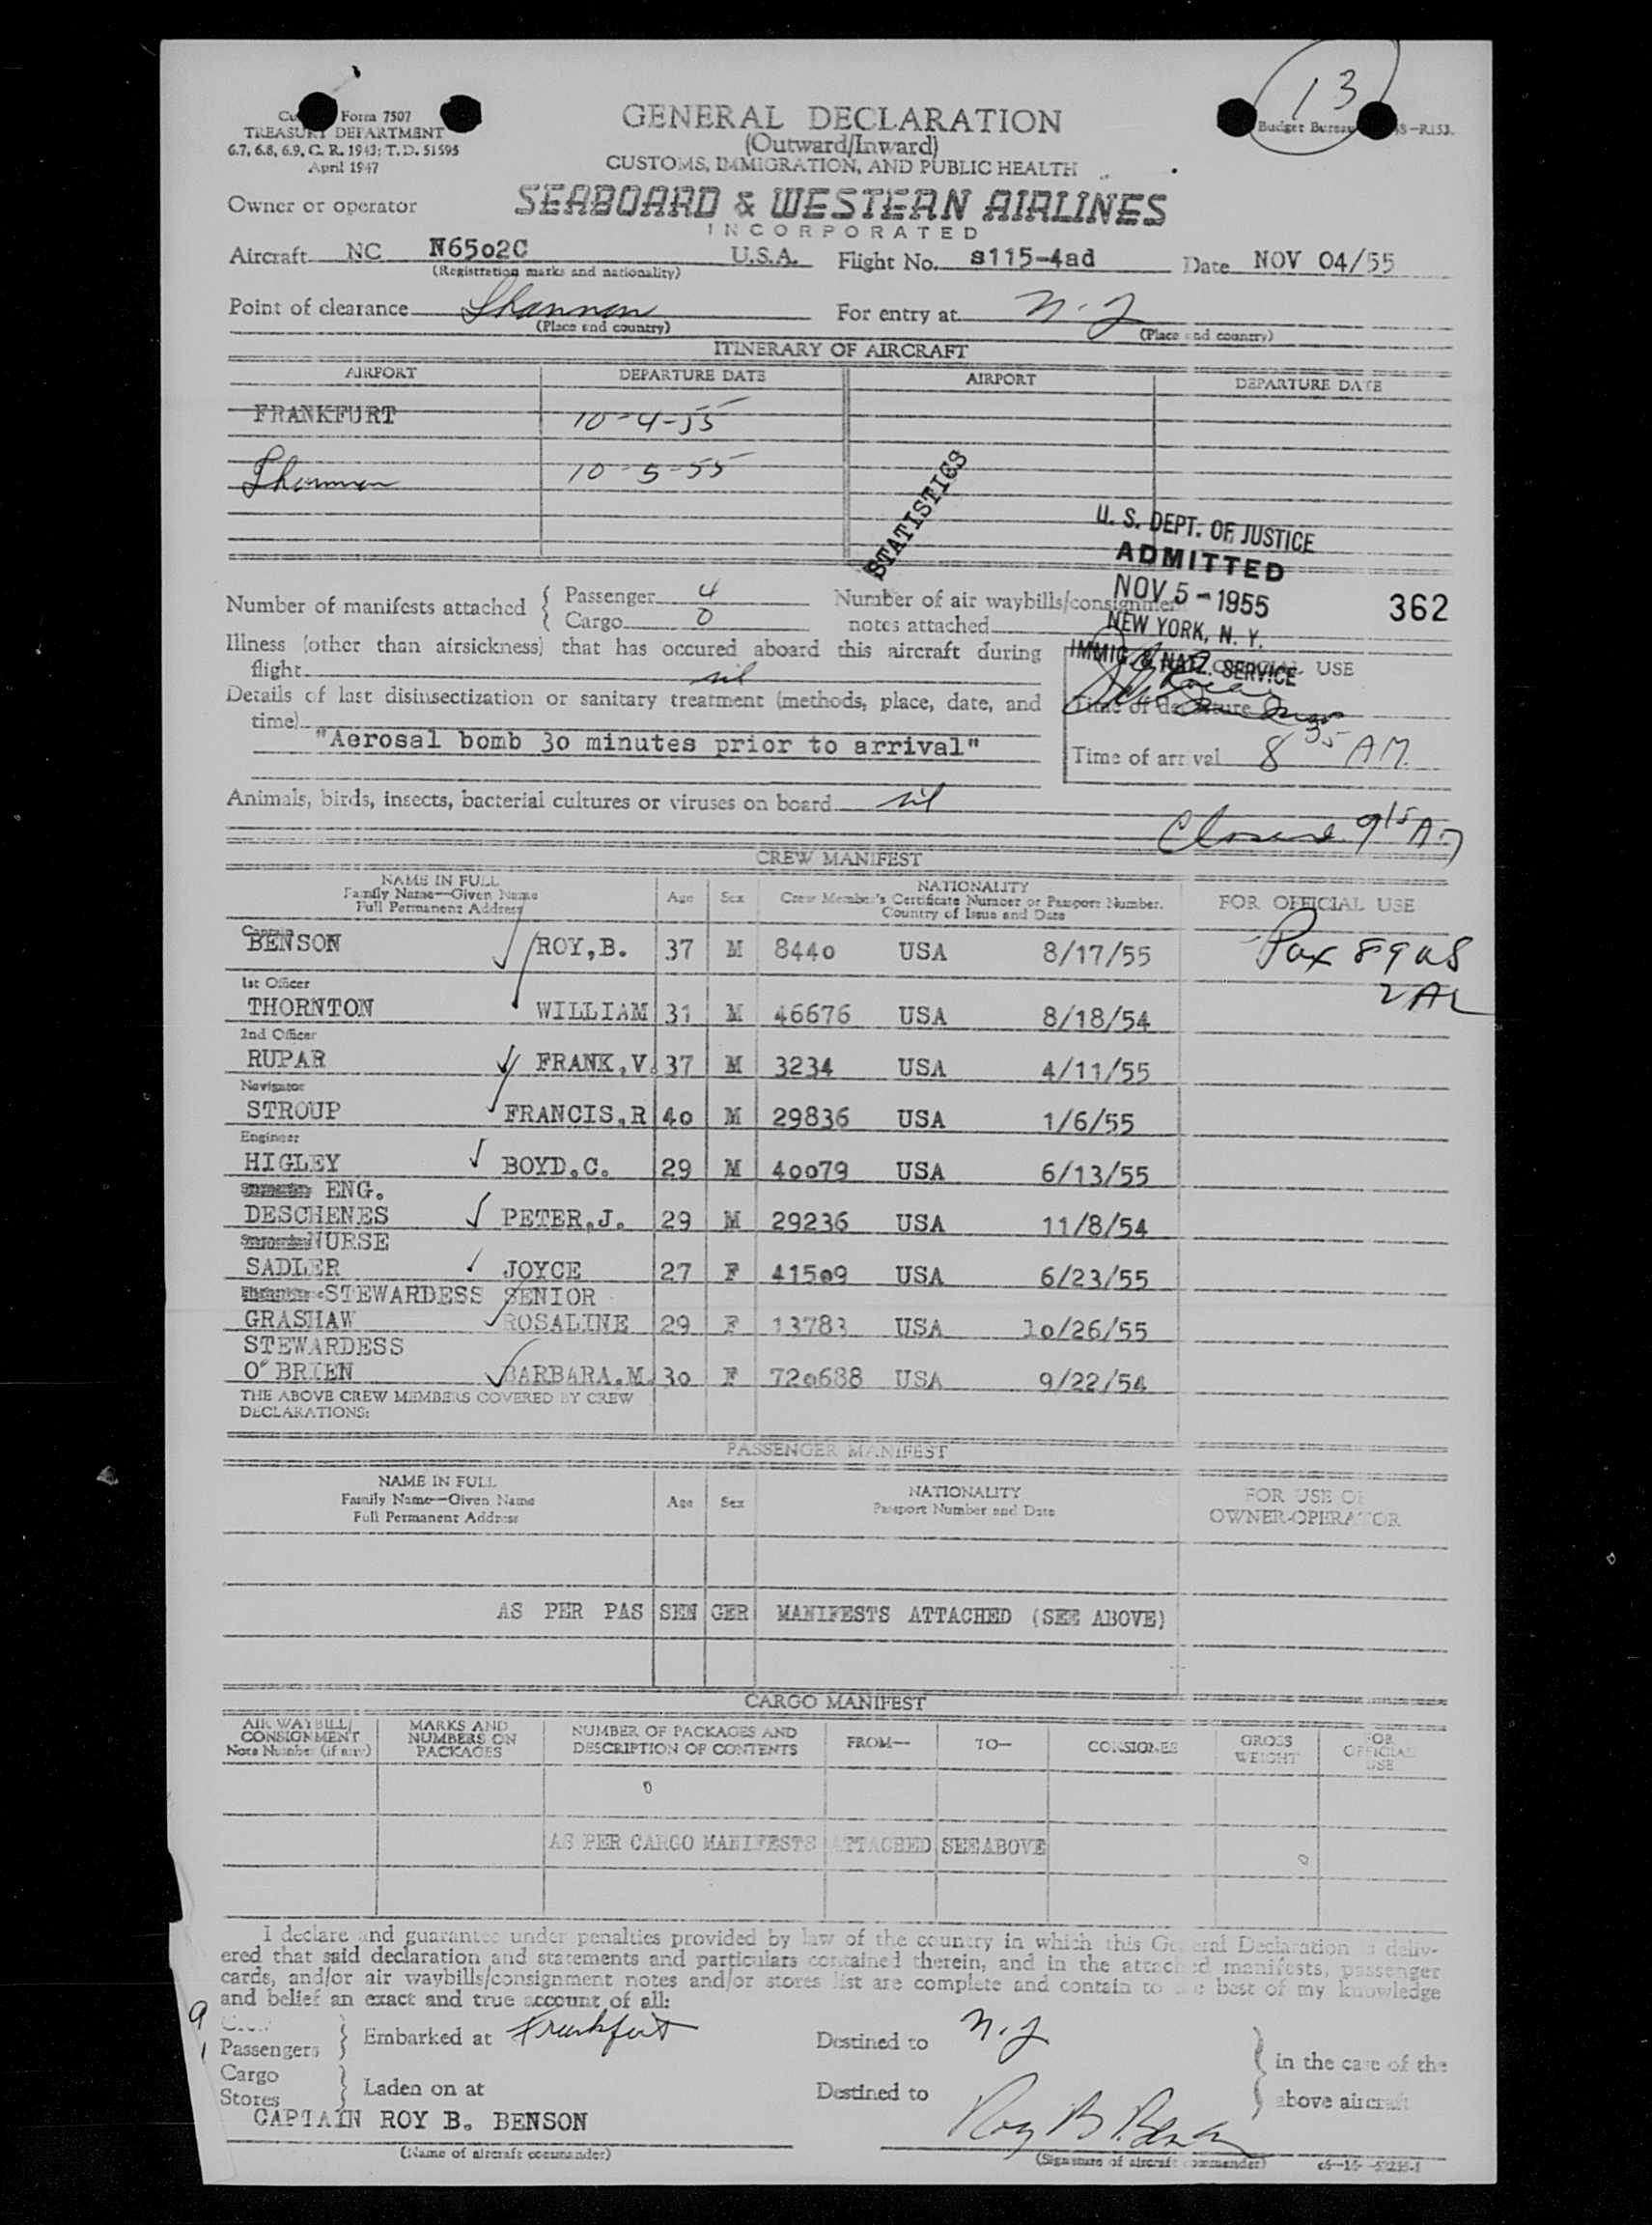 13
Form 7507
TREASURY DEPARTMENT
6.7, 6.8, 6.9, C. R. 1943; T. D. 51595
April 1947
GENERAL DECLARATION
(Outward/Inward)
CUSTOMS, IMMIGRATION, AND PUBLIC HEALTH
Budget Bureau -R153.
Owner or operator SEABOARD & WESTERN AIRLINES
INCORPORATED
Aircraft NC N6502C U.S.A. Flight No. s115-4ad Date NOV 04/55
(Registration marks and nationality)
Point of clearance Shannon For entry at N.Y
(Place and country) (Place and country)
ITINERARY OF AIRCRAFT
AIRPORT DEPARTURE DATE AIRPORT DEPARTURE DATE
FRANKFURT 10-4-55
Shannon 10-5-55
STATISTICS
U. S. DEPT. OF JUSTICE
ADMITTED
NOV 5 - 1955
NEW YORK, N. Y.
IMMIG. & NATZ. SERVICE
362
Number of manifests attached { Passenger 4
Cargo 0
Number of air waybills/consignment
notes attached
Illness (other than airsickness) that has occured aboard this aircraft during
flight nil
OFFICIAL USE
Details of last disinsectization or sanitary treatment (methods, place, date, and
time)
"Aerosal bomb 30 minutes prior to arrival"
Time of departure
Time of arrival 8 35 AM.
Animals, birds, insects, bacterial cultures or viruses on board nil
9 15 AM
CREW MANIFEST
NAME IN FULL
Family Name—Given Name
Full Permanent Address
Age Sex
NATIONALITY
Crew Member's Certificate Number or Passport Number.
Country of Issue and Date
FOR OFFICIAL USE
Captain
BENSON ROY,B. 37 M 8440 USA 8/17/55
Pax 89 US
2 AL
1st Officer
THORNTON WILLIAM 31 M 46676 USA 8/18/54
2nd Officer
RUPAR FRANK,V. 37 M 3234 USA 4/11/55
Navigator
STROUP FRANCIS,R 40 M 29836 USA 1/6/55
Engineer
HIGLEY BOYD,C. 29 M 40079 USA 6/13/55
ENG.
DESCHENES PETER,J. 29 M 29236 USA 11/8/54
NURSE
SADLER JOYCE 27 F 41509 USA 6/23/55
STEWARDESS SENIOR
GRASHAW ROSALINE 29 F 13783 USA 10/26/55
STEWARDESS
O'BRIEN BARBARA.M. 30 F 720688 USA 9/22/54
THE ABOVE CREW MEMBERS COVERED BY CREW
DECLARATIONS:
PASSENGER MANIFEST
NAME IN FULL
Family Name—Given Name
Full Permanent Address
Age Sex
NATIONALITY
Passport Number and Date
FOR USE OF
OWNER-OPERATOR
AS PER PAS SEN GER MANIFESTS ATTACHED (SEE ABOVE)
CARGO MANIFEST
AIR WAYBILL/
CONSIGNMENT
Note Number (if any)
MARKS AND
NUMBERS ON
PACKAGES
NUMBER OF PACKAGES AND
DESCRIPTION OF CONTENTS
FROM— TO— CONSIGNEE
GROSS
WEIGHT
FOR
OFFICIAL
USE
0
AS PER CARGO MANIFESTS ATTACHED SEE ABOVE
0
I declare and guarantee under penalties provided by law of the country in which this General Declaration is deliv-
ered that said declaration and statements and particulars contained therein, and in the attached manifests, passenger
cards, and/or air waybills/consignment notes and/or stores list are complete and contain to the best of my knowledge
and belief an exact and true account of all:
9 Crew
Passengers } Embarked at Frankfurt Destined to N.Y
Cargo
Stores } Laden on at Destined to
} in the case of the
above aircraft
CAPTAIN ROY B. BENSON Roy B. Benson
(Name of aircraft commander) (Signature of aircraft commander)